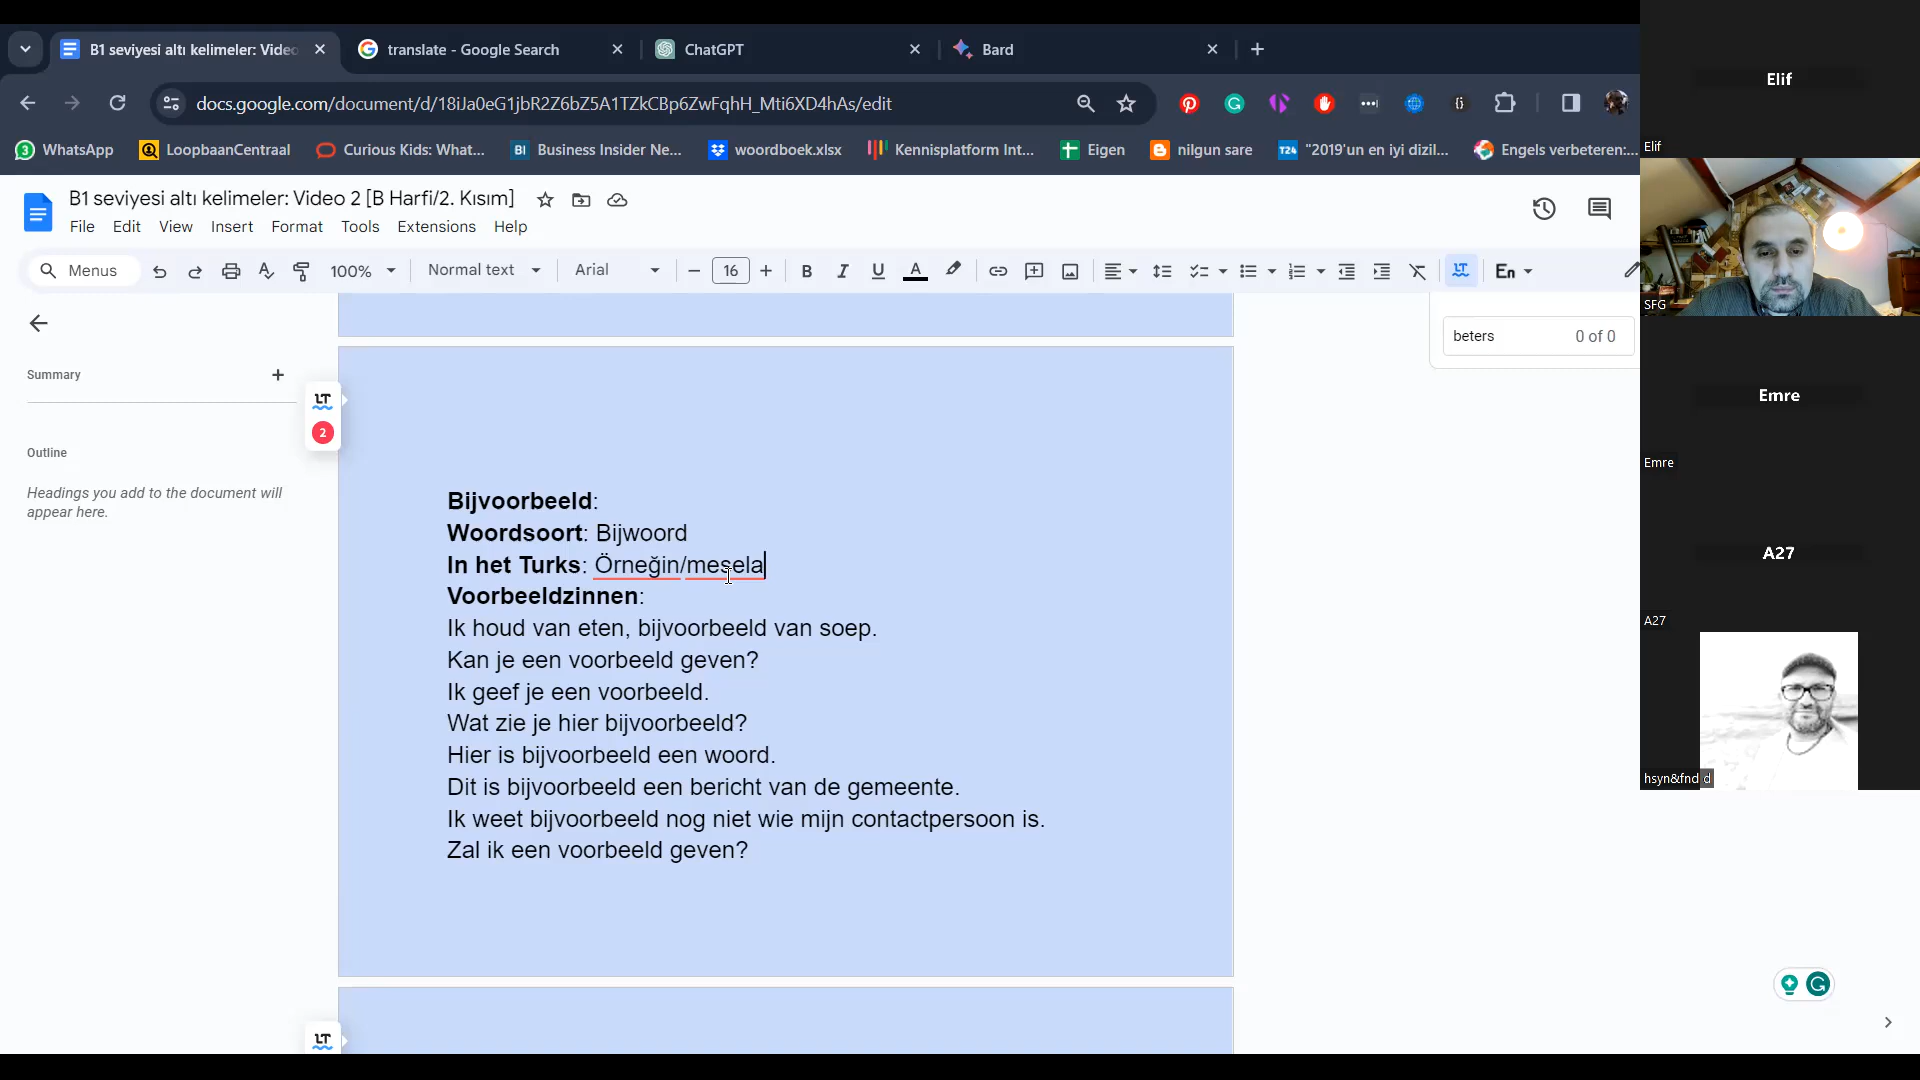 B1 seviyesi altı kelimeler: Video
translate - Google Search
ChatGPT
Bard
docs.google.com/document/d/18iJa0eG1jbR2Z6bZ5A1TZkCBp6ZwFqhH_Mti6XD4hAs/edit
3 WhatsApp
LoopbaanCentraal
Curious Kids: What...
BI Business Insider Ne...
woordboek.xlsx
Kennisplatform Int...
Eigen
nilgun sare
T24 "2019'un en iyi dizil...
Engels verbeteren:...
B1 seviyesi altı kelimeler: Video 2 [B Harfi/2. Kısım]
File Edit View Insert Format Tools Extensions Help
Menus 100% Normal text Arial 16 B I U A En
beters 0 of 0
Summary
Outline
Headings you add to the document will
appear here.
LT
2
Bijvoorbeeld:
Woordsoort: Bijwoord
In het Turks: Örneğin/mesela
Voorbeeldzinnen:
Ik houd van eten, bijvoorbeeld van soep.
Kan je een voorbeeld geven?
Ik geef je een voorbeeld.
Wat zie je hier bijvoorbeeld?
Hier is bijvoorbeeld een woord.
Dit is bijvoorbeeld een bericht van de gemeente.
Ik weet bijvoorbeeld nog niet wie mijn contactpersoon is.
Zal ik een voorbeeld geven?
LT
Elif
Elif
SFG
Emre
Emre
A27
A27
hsyn&fnd d